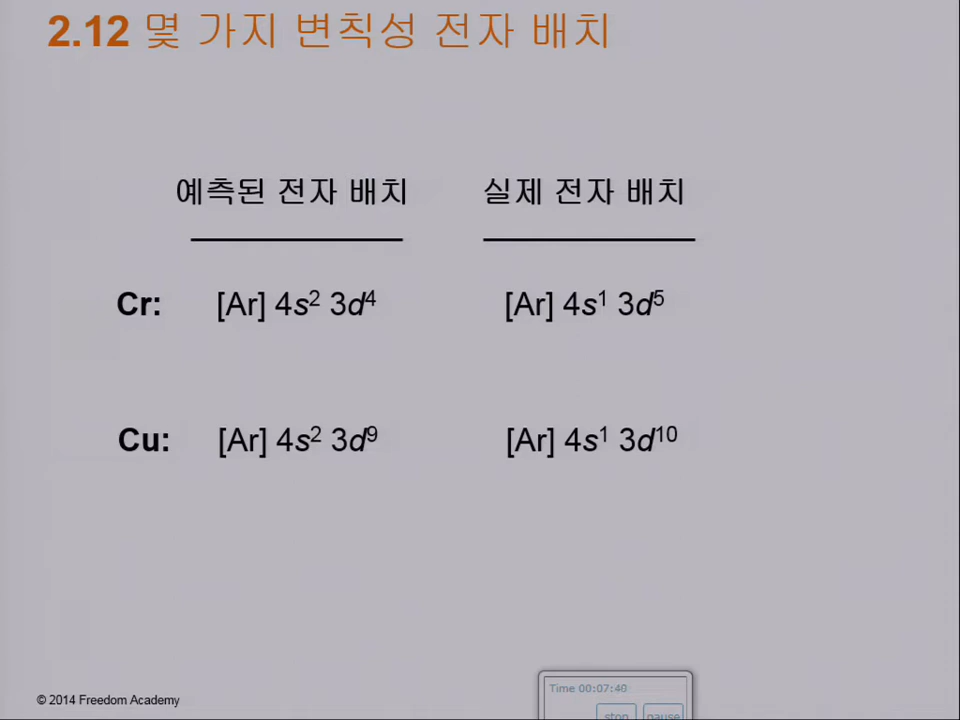 2.12 몇 가지 변칙성 전자 배치
예측된 전자 배치 실제 전자 배치
Cr: [Ar] 4s² 3d⁴ [Ar] 4s¹ 3d⁵
Cu: [Ar] 4s² 3d⁹ [Ar] 4s¹ 3d¹⁰
© 2014 Freedom Academy
Time 00:07:40
stop pause